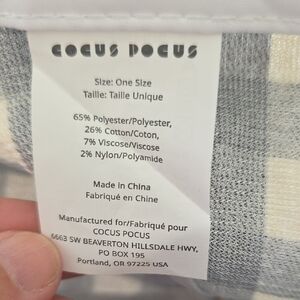 COCUS POCUS
Size: One Size
Taille: Taille Unique
65% Polyester/Polyester,
26% Cotton/Coton,
7% Viscose/Viscose
2% Nylon/Polyamide
Made in China
Fabriqué en Chine
Manufactured for/Fabriqué pour
COCUS POCUS
6663 SW BEAVERTON HILLSDALE HWY,
PO BOX 195
Portland, OR 97225 USA